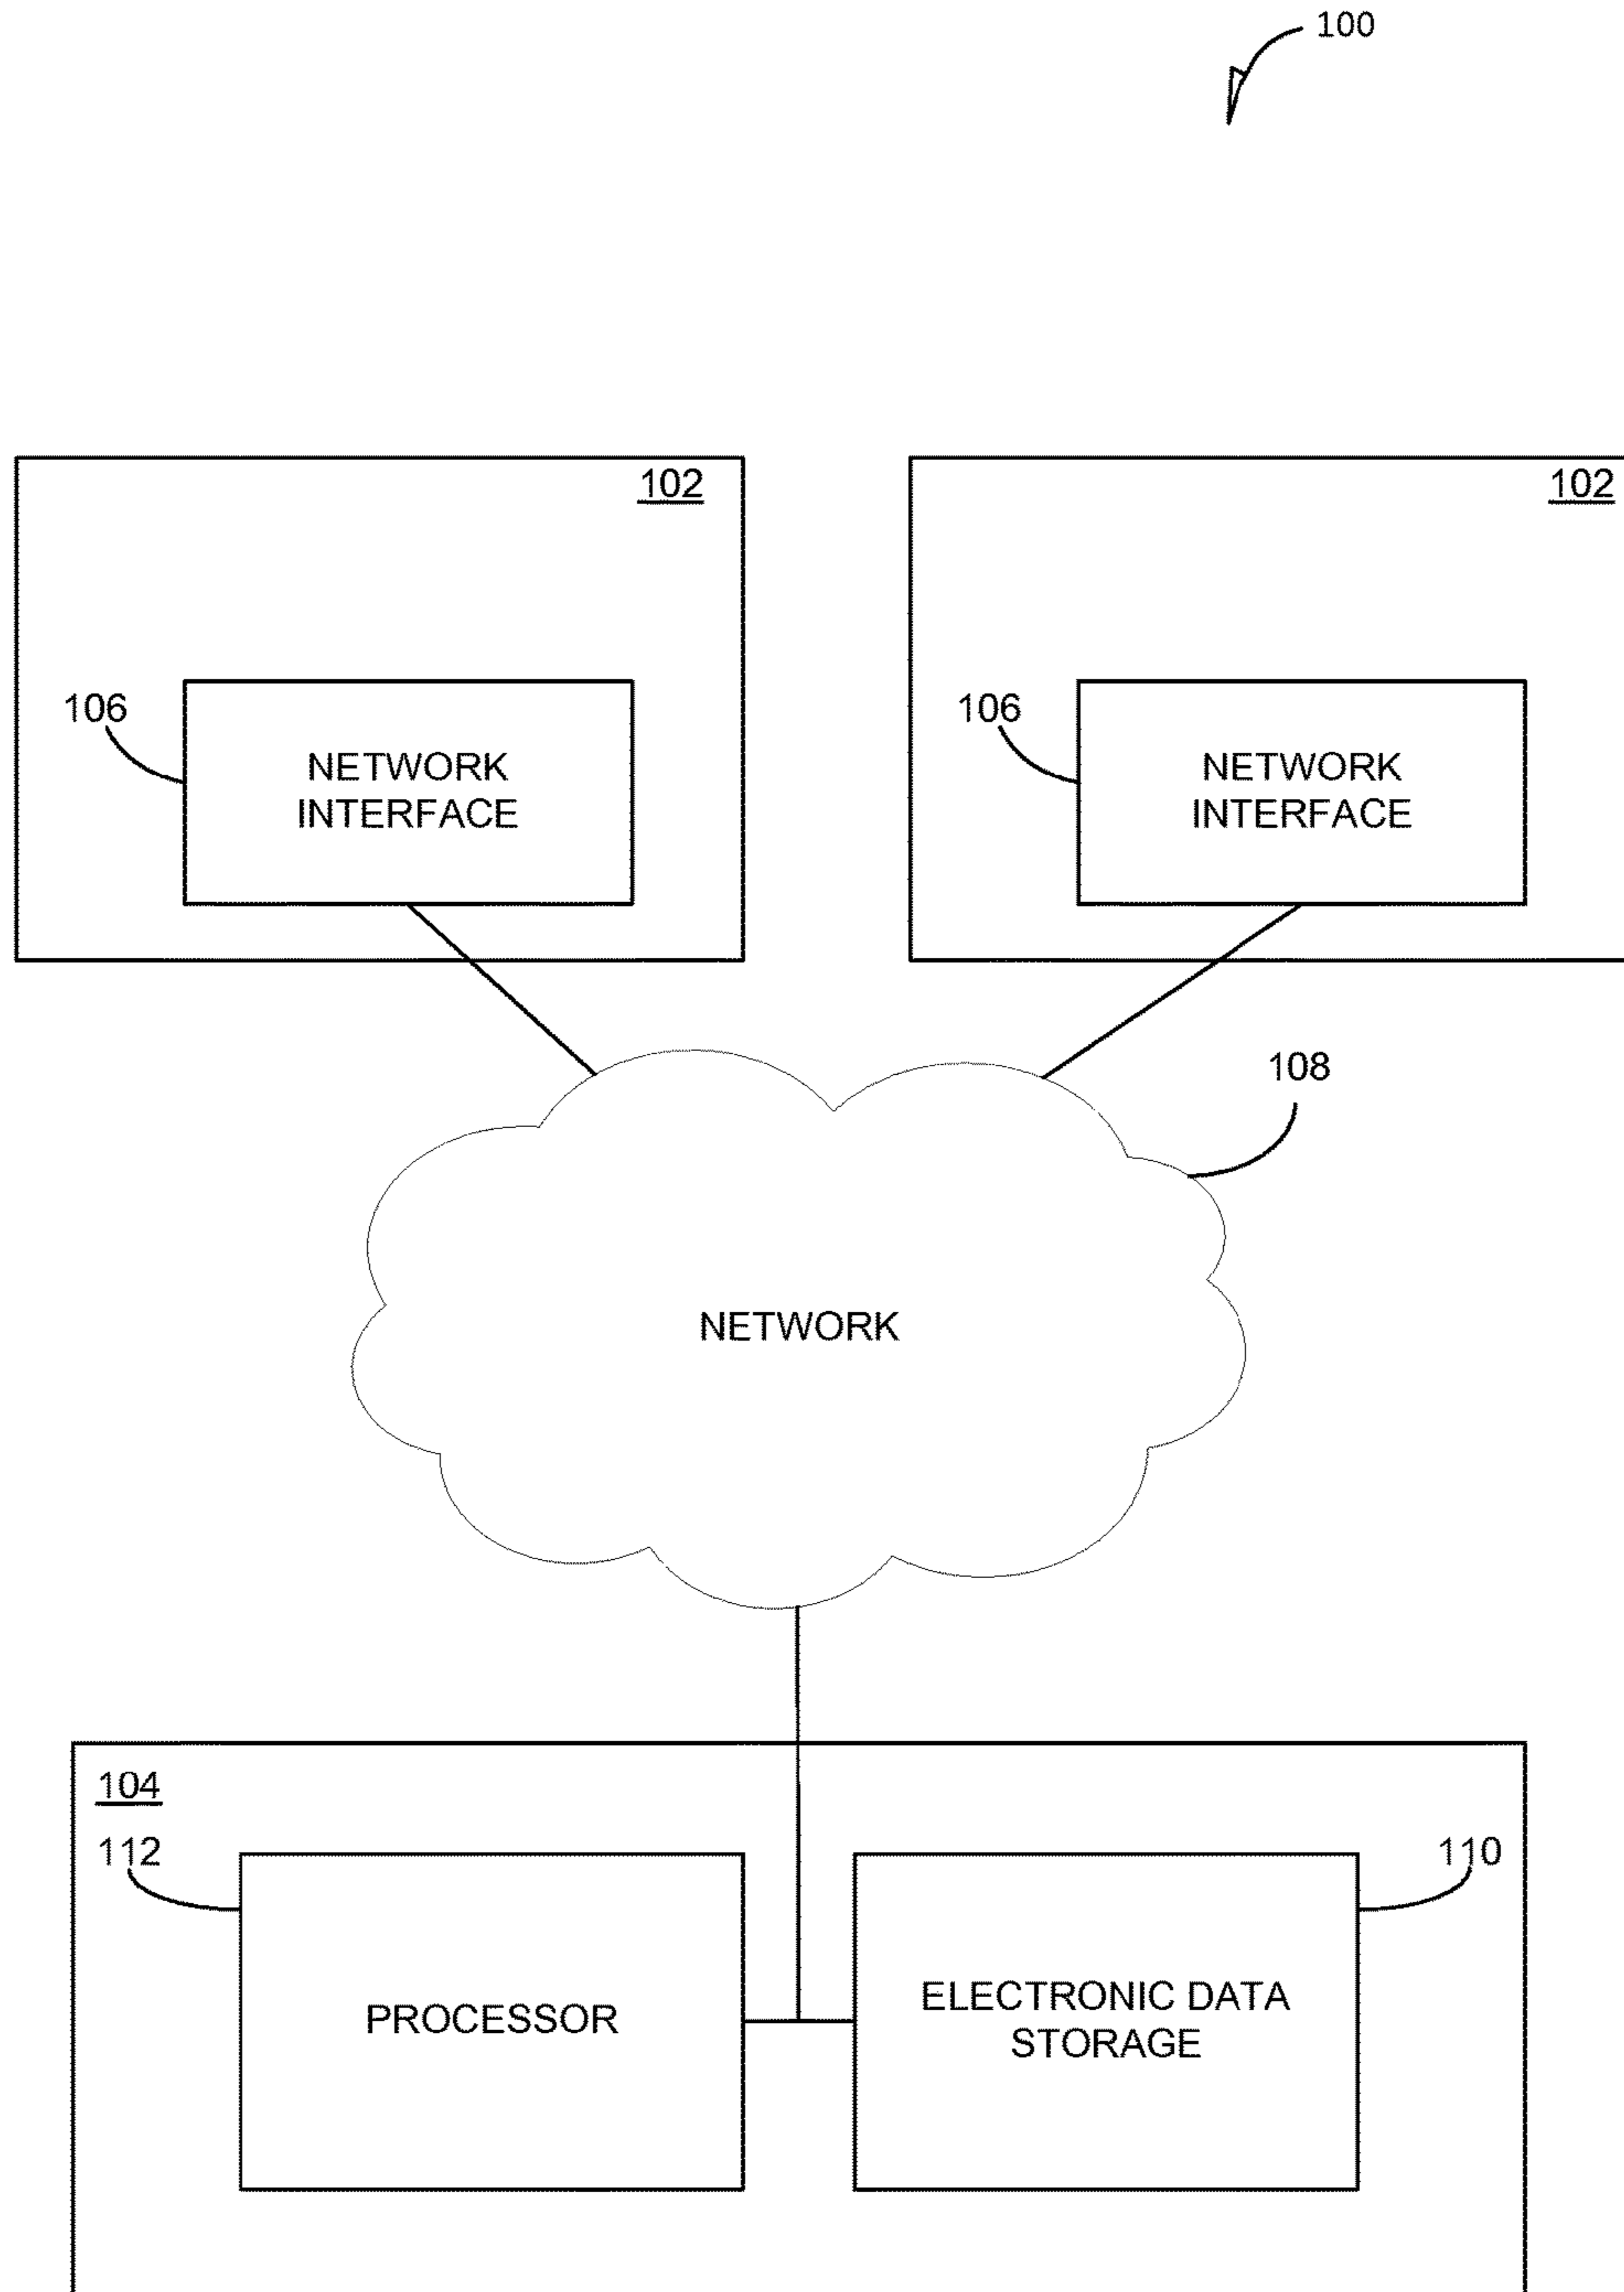 100
102
102
106
NETWORK
INTERFACE
106
NETWORK
INTERFACE
108
NETWORK
104
112
110
PROCESSOR
ELECTRONIC DATA
STORAGE